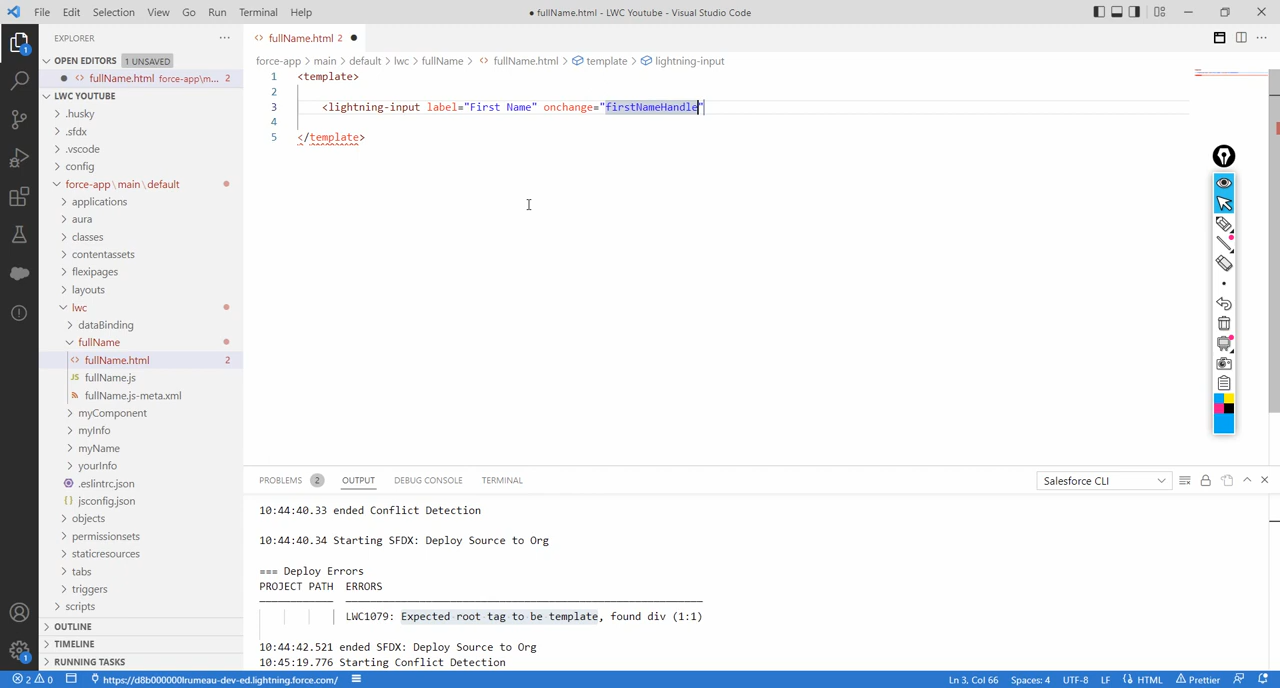 File Edit Selection View Go Run Terminal Help
● fullName.html - LWC Youtube - Visual Studio Code
EXPLORER
OPEN EDITORS 1 UNSAVED
fullName.html force-app\m... 2
LWC YOUTUBE
.husky
.sfdx
.vscode
config
force-app\main\default
applications
aura
classes
contentassets
flexipages
layouts
lwc
dataBinding
fullName
fullName.html 2
JS fullName.js
fullName.js-meta.xml
myComponent
myInfo
myName
yourInfo
.eslintrc.json
{} jsconfig.json
objects
permissionsets
staticresources
tabs
triggers
scripts
OUTLINE
TIMELINE
RUNNING TASKS
fullName.html 2
force-app > main > default > lwc > fullName > fullName.html > template > lightning-input
1 <template>
2
3 <lightning-input label="First Name" onchange="firstNameHandle"
4
5 </template>
PROBLEMS 2 OUTPUT DEBUG CONSOLE TERMINAL
Salesforce CLI
10:44:40.33 ended Conflict Detection
10:44:40.34 Starting SFDX: Deploy Source to Org
=== Deploy Errors
PROJECT PATH ERRORS
LWC1079: Expected root tag to be template, found div (1:1)
10:44:42.521 ended SFDX: Deploy Source to Org
10:45:19.776 Starting Conflict Detection
1
1
2 0 https://d8b000000lrumeau-dev-ed.lightning.force.com/
Ln 3, Col 66 Spaces: 4 UTF-8 LF HTML Prettier